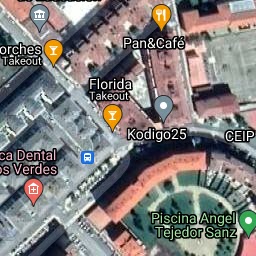 orches
Takeout
Pan&Café
Florida
Takeout
Kodigo25
CEIP
ca Dental
os Verdes
Piscina Angel
Tejedor Sanz